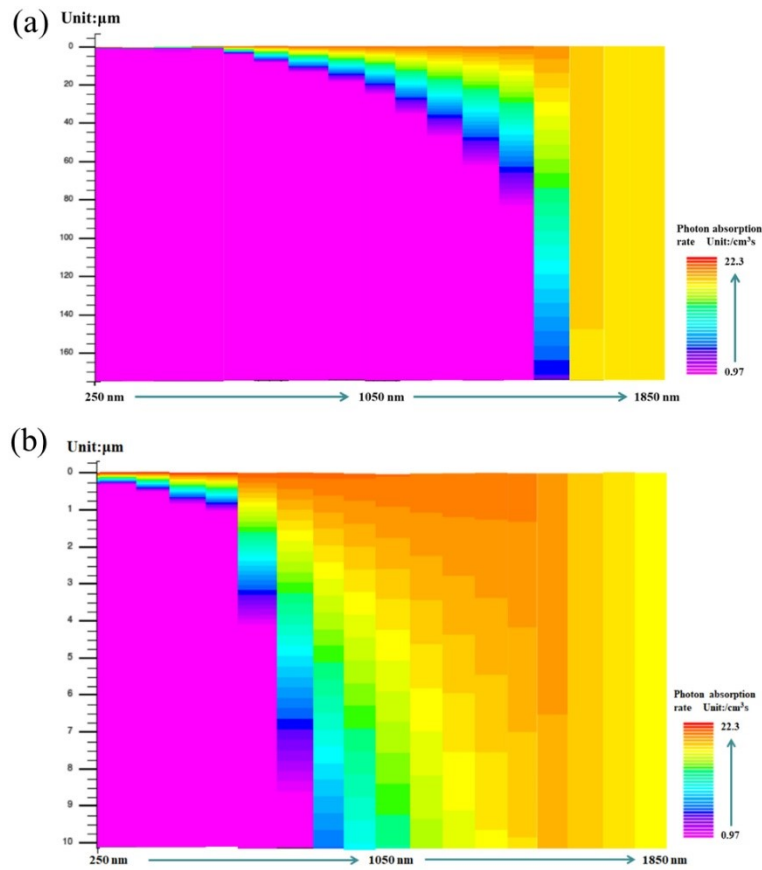 (a)
Unit:μm
0
20
40
60
80
100
120
140
160
250 nm
1050 nm
1850 nm
Photon absorption
rate Unit:/cm³s
22.3
0.97
(b)
Unit:μm
0
1
2
3
4
5
6
7
8
9
10
250 nm
1050 nm
1850 nm
Photon absorption
rate Unit:/cm³s
22.3
0.97